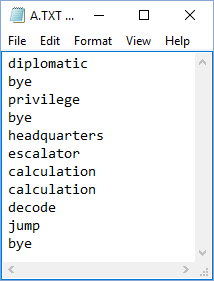 A.TXT ...
File Edit Format View Help
diplomatic
bye
privilege
bye
headquarters
escalator
calculation
calculation
decode
jump
bye